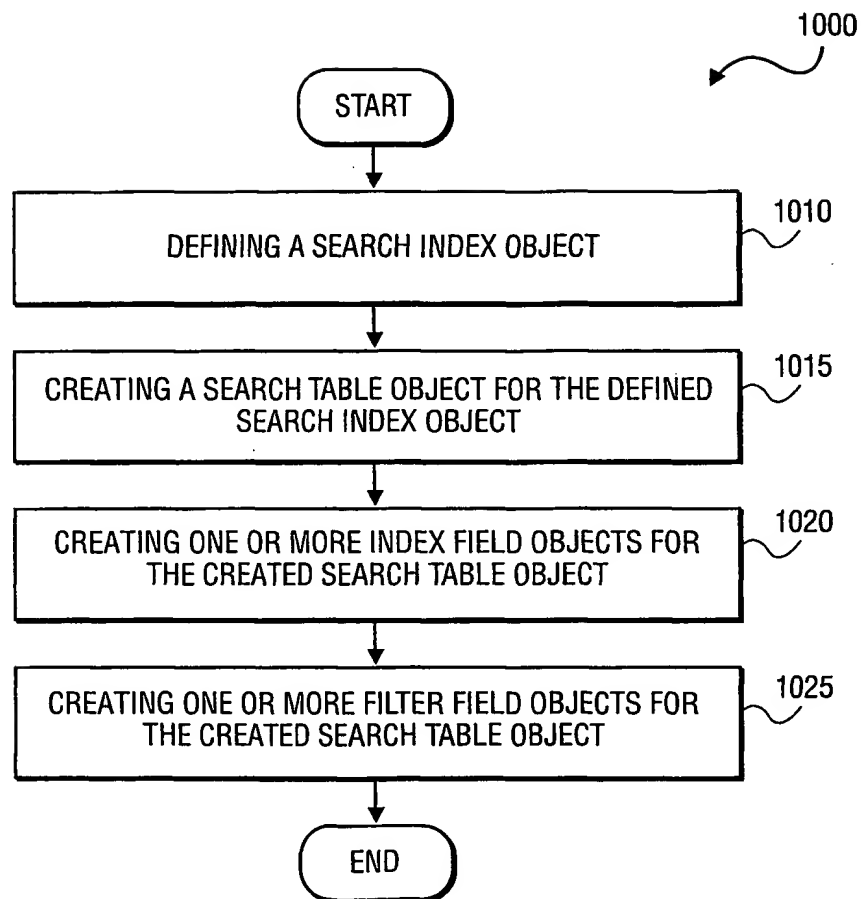 1000
START
DEFINING A SEARCH INDEX OBJECT
1010
CREATING A SEARCH TABLE OBJECT FOR THE DEFINED
SEARCH INDEX OBJECT
1015
CREATING ONE OR MORE INDEX FIELD OBJECTS FOR
THE CREATED SEARCH TABLE OBJECT
1020
CREATING ONE OR MORE FILTER FIELD OBJECTS FOR
THE CREATED SEARCH TABLE OBJECT
1025
END